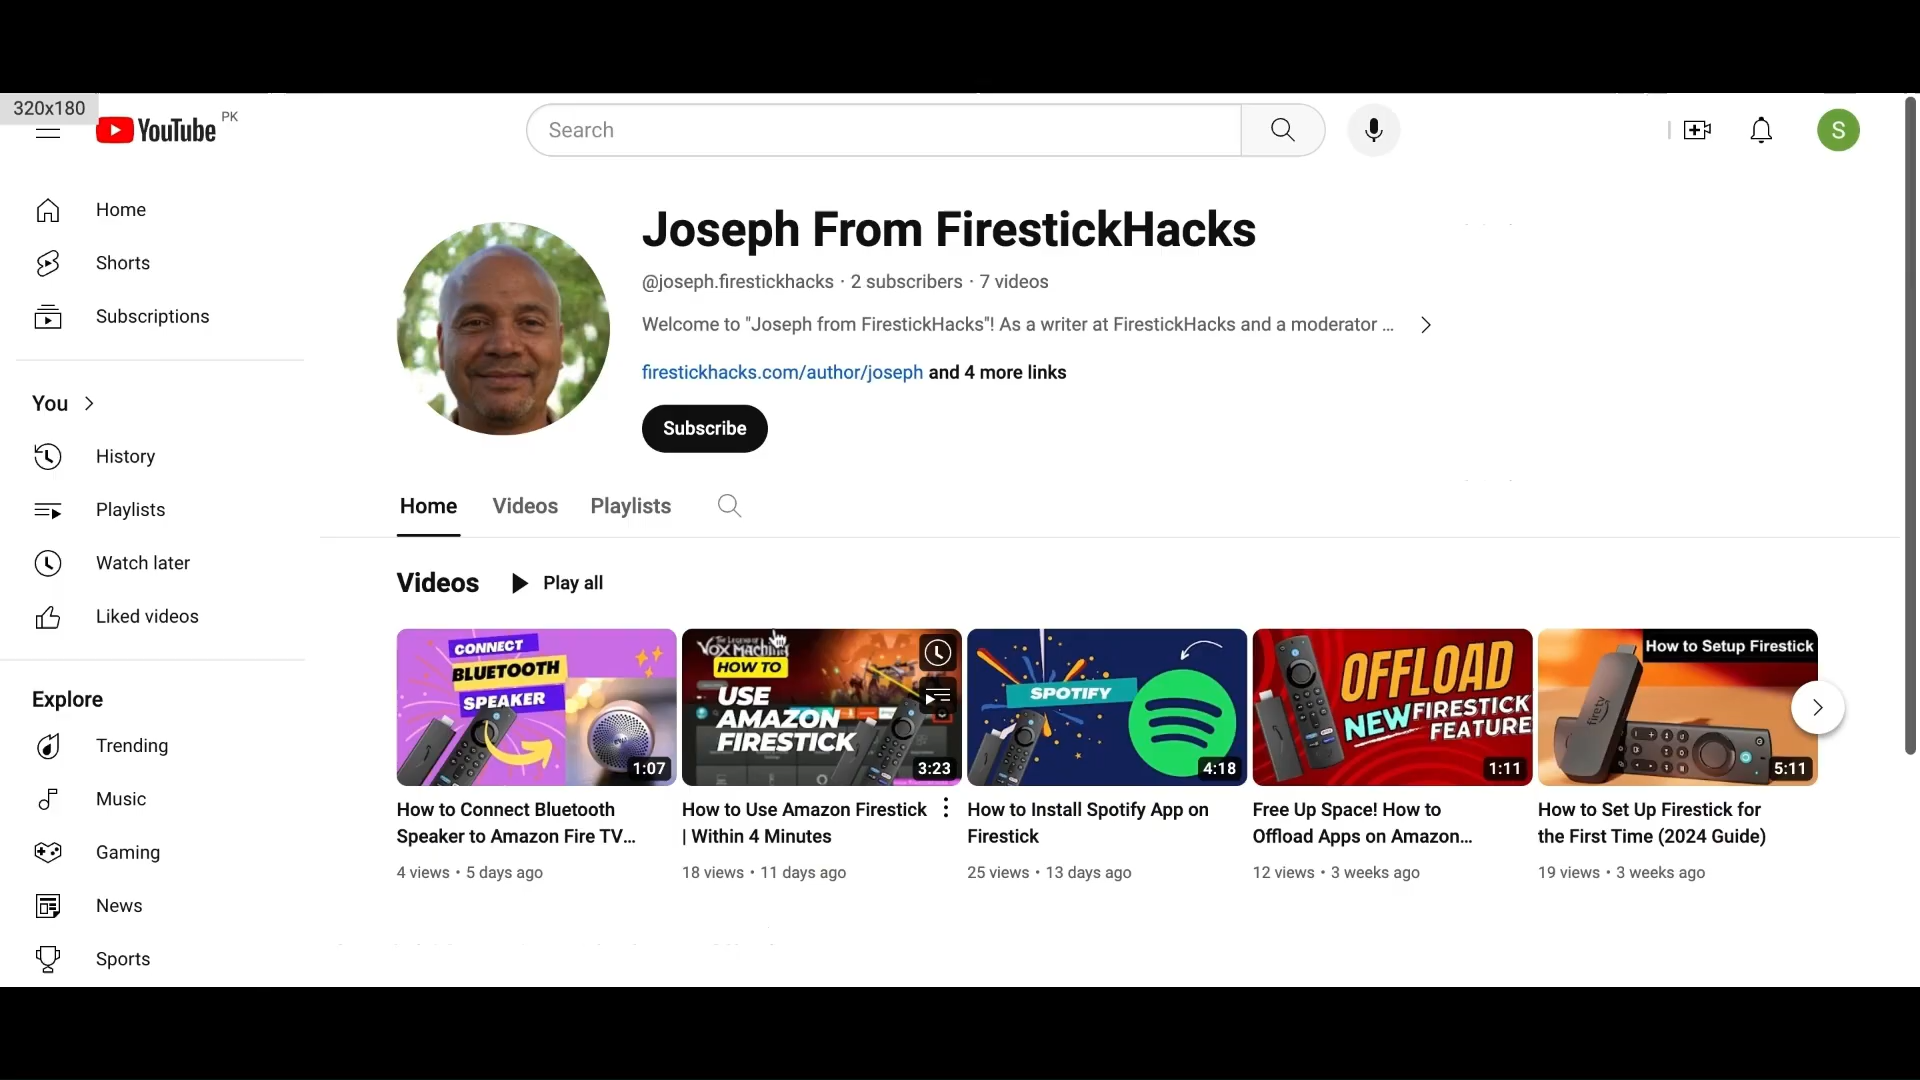 320x180
YouTube PK
Search
S
Home
Shorts
Subscriptions
You
History
Playlists
Watch later
Liked videos
Explore
Trending
Music
Gaming
News
Sports
Joseph From FirestickHacks
@joseph.firestickhacks · 2 subscribers · 7 videos
Welcome to "Joseph from FirestickHacks"! As a writer at FirestickHacks and a moderator ...
firestickhacks.com/author/joseph and 4 more links
Subscribe
Home Videos Playlists
Videos Play all
CONNECT
BLUETOOTH
SPEAKER
1:07
How to Connect Bluetooth
Speaker to Amazon Fire TV...
4 views • 5 days ago
The Legend of
VOX MACHINA
HOW TO
USE
AMAZON
FIRESTICK
3:23
How to Use Amazon Firestick
| Within 4 Minutes
18 views • 11 days ago
SPOTIFY
4:18
How to Install Spotify App on
Firestick
25 views • 13 days ago
OFFLOAD
NEW FIRESTICK
FEATURE
1:11
Free Up Space! How to
Offload Apps on Amazon...
12 views • 3 weeks ago
How to Setup Firestick
firetv
5:11
How to Set Up Firestick for
the First Time (2024 Guide)
19 views • 3 weeks ago